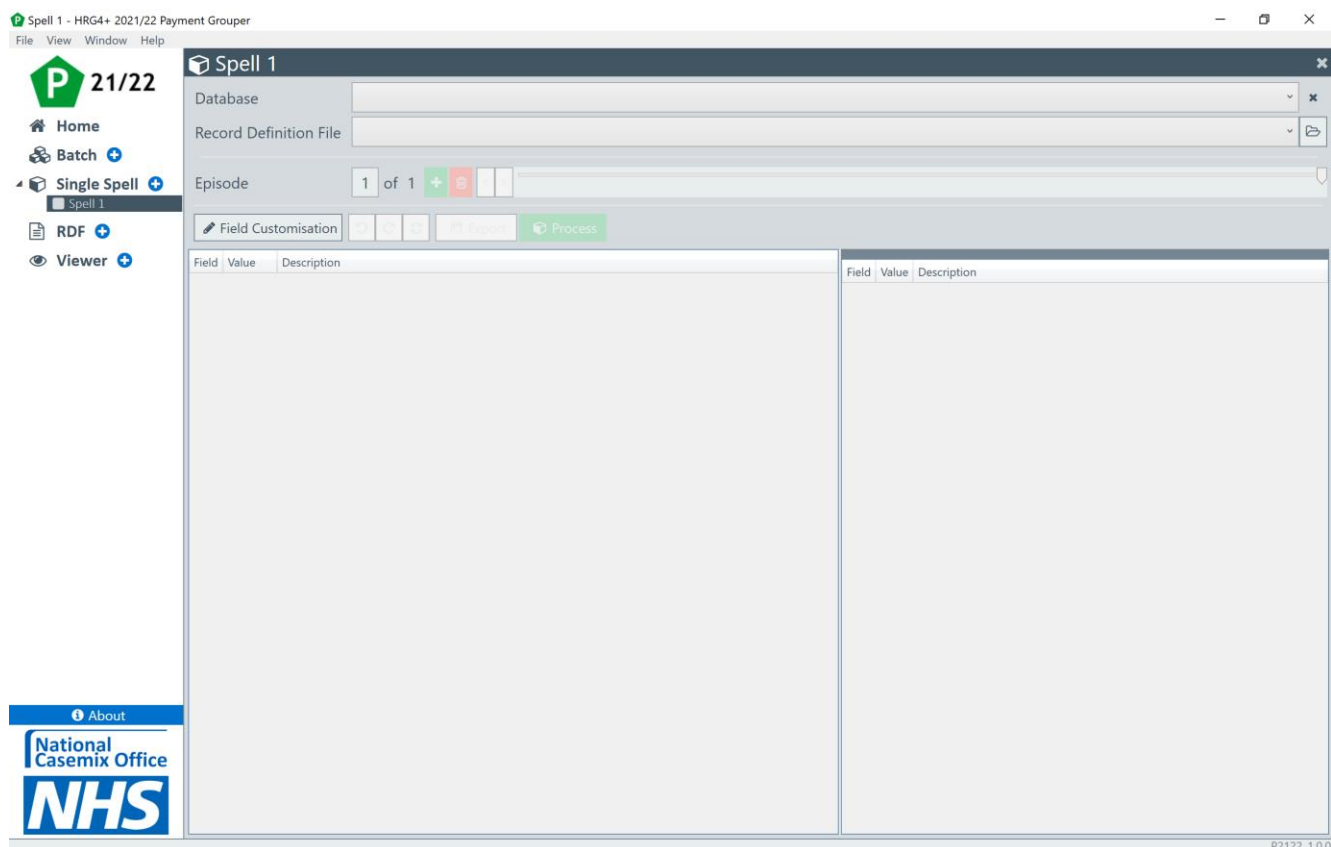 Spell 1 - HRG4+ 2021/22 Payment Grouper
File View Window Help
P 21/22
Home
Batch
Single Spell
Spell 1
RDF
Viewer
Spell 1
Database
Record Definition File
Episode 1 of 1
Field Customisation Export Process
Field Value Description
Field Value Description
About
National
Casemix Office
NHS
P2122_1.0.0